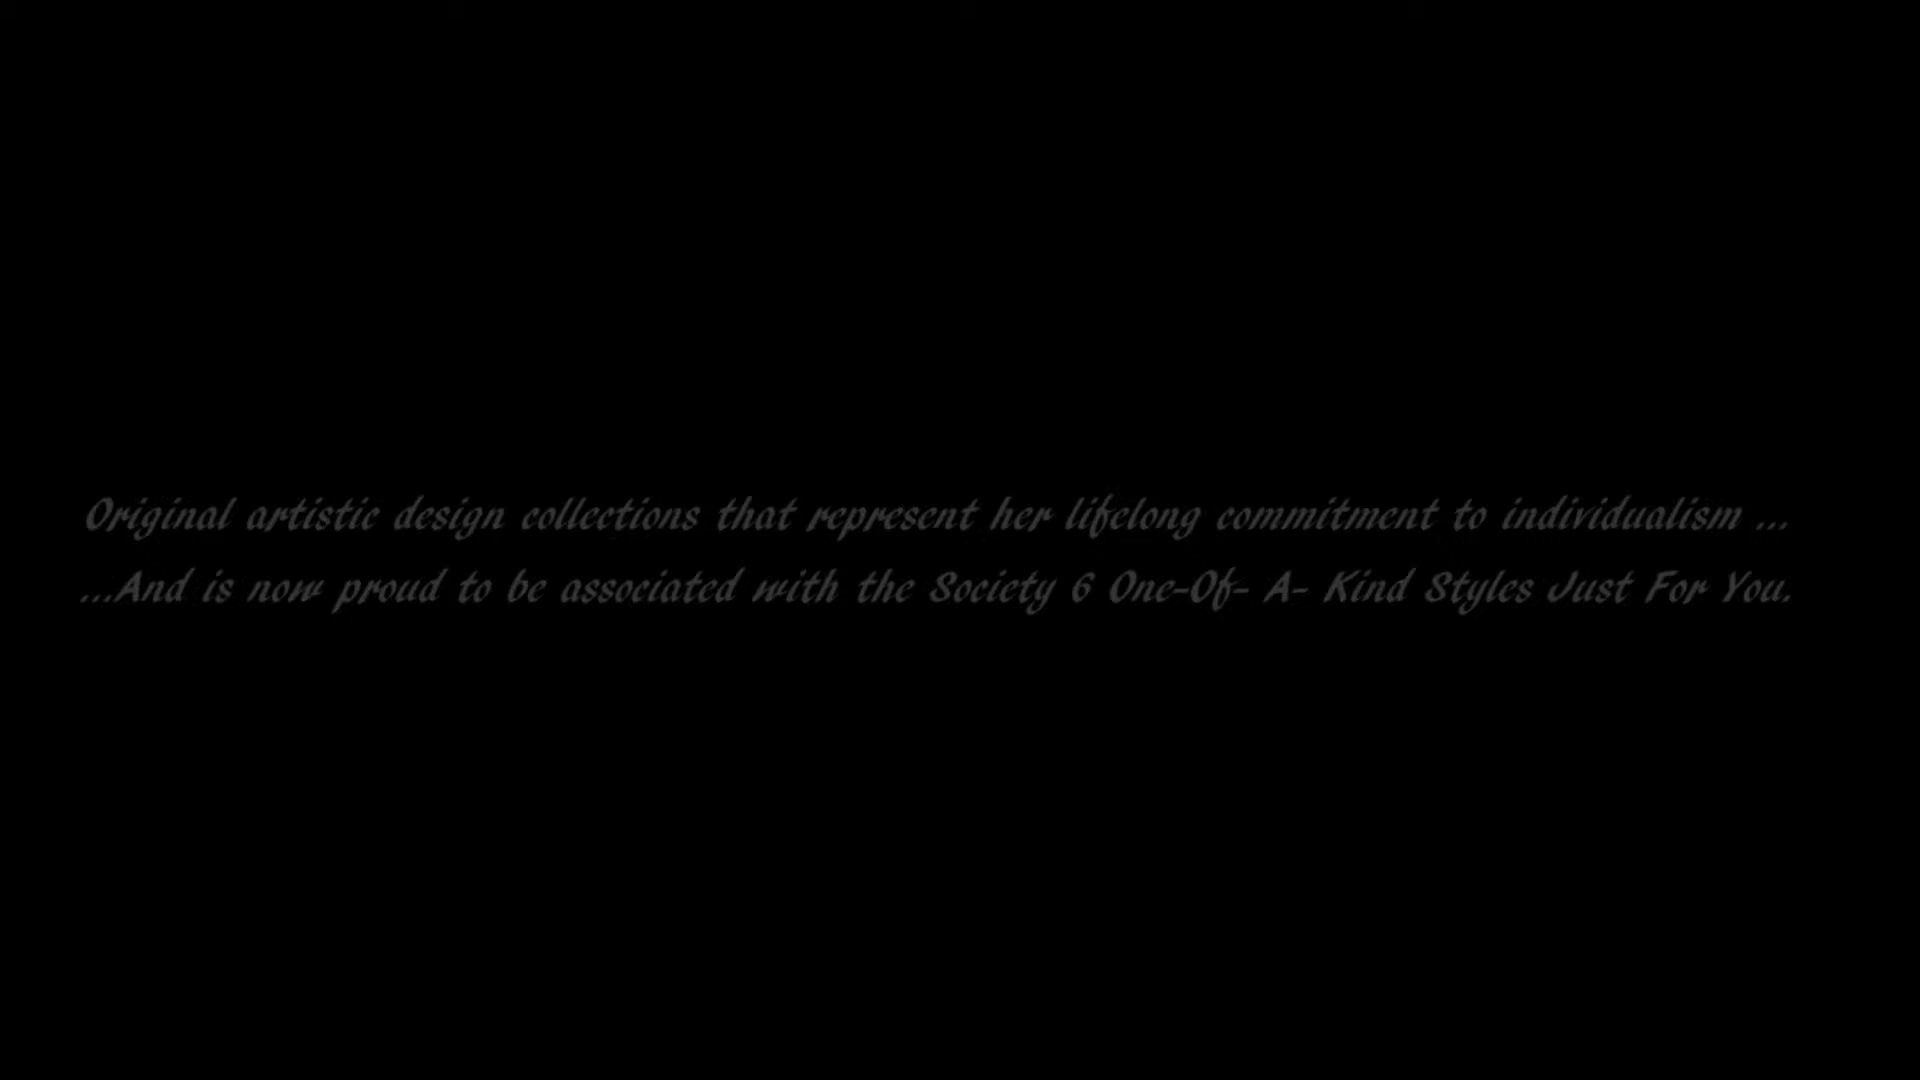 Original artistic design collections that represent her lifelong commitment to individualism ...
...And is now proud to be associated with the Society 6 One-Of- A- Kind Styles Just For You.